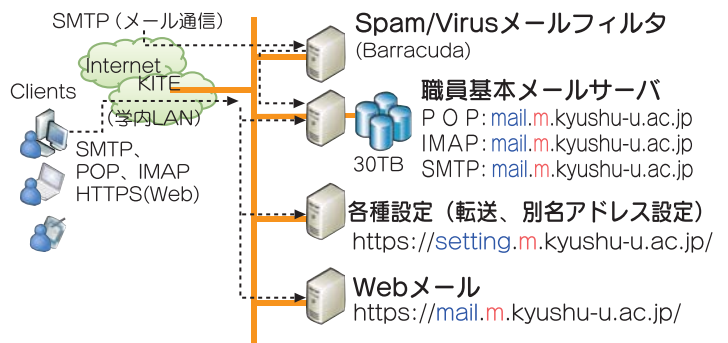 SMTP（メール通信）
Internet
KITE
（学内LAN）
Clients
SMTP、
POP、IMAP
HTTPS(Web)
Spam/Virusメールフィルタ
(Barracuda)
職員基本メールサーバ
ＰＯＰ：mail.m.kyushu-u.ac.jp
IMAP：mail.m.kyushu-u.ac.jp
SMTP：mail.m.kyushu-u.ac.jp
30TB
各種設定（転送、別名アドレス設定）
https://setting.m.kyushu-u.ac.jp/
Webメール
https://mail.m.kyushu-u.ac.jp/